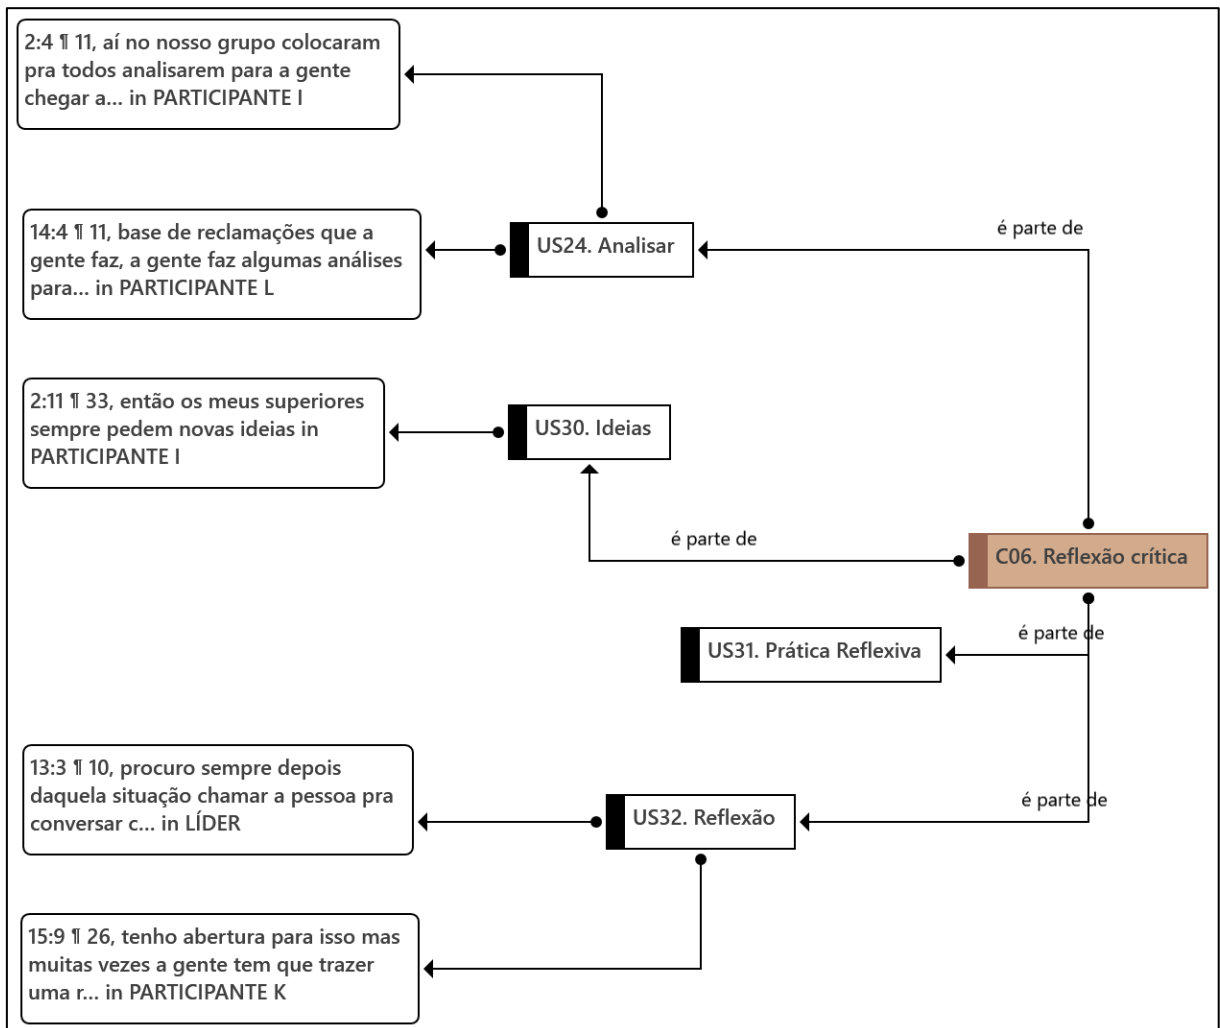 2:4 ¶ 11, aí no nosso grupo colocaram
pra todos analisarem para a gente
chegar a... in PARTICIPANTE I
14:4 ¶ 11, base de reclamações que a
gente faz, a gente faz algumas análises
para... in PARTICIPANTE L
US24. Analisar
é parte de
2:11 ¶ 33, então os meus superiores
sempre pedem novas ideias in
PARTICIPANTE I
US30. Ideias
é parte de
C06. Reflexão crítica
é parte de
US31. Prática Reflexiva
13:3 ¶ 10, procuro sempre depois
daquela situação chamar a pessoa pra
conversar c... in LÍDER
US32. Reflexão
é parte de
15:9 ¶ 26, tenho abertura para isso mas
muitas vezes a gente tem que trazer
uma r... in PARTICIPANTE K